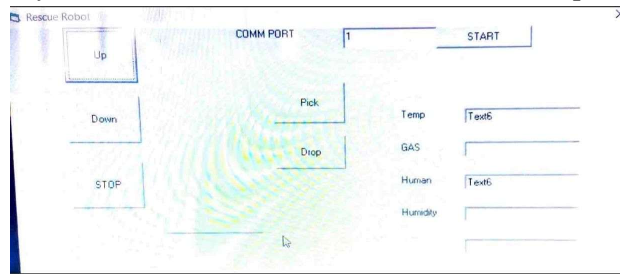 Rescue Robot
COMM PORT 1 START
Up
Pick
Down
Drop
STOP
Temp Text6
GAS
Human Text6
Humidity